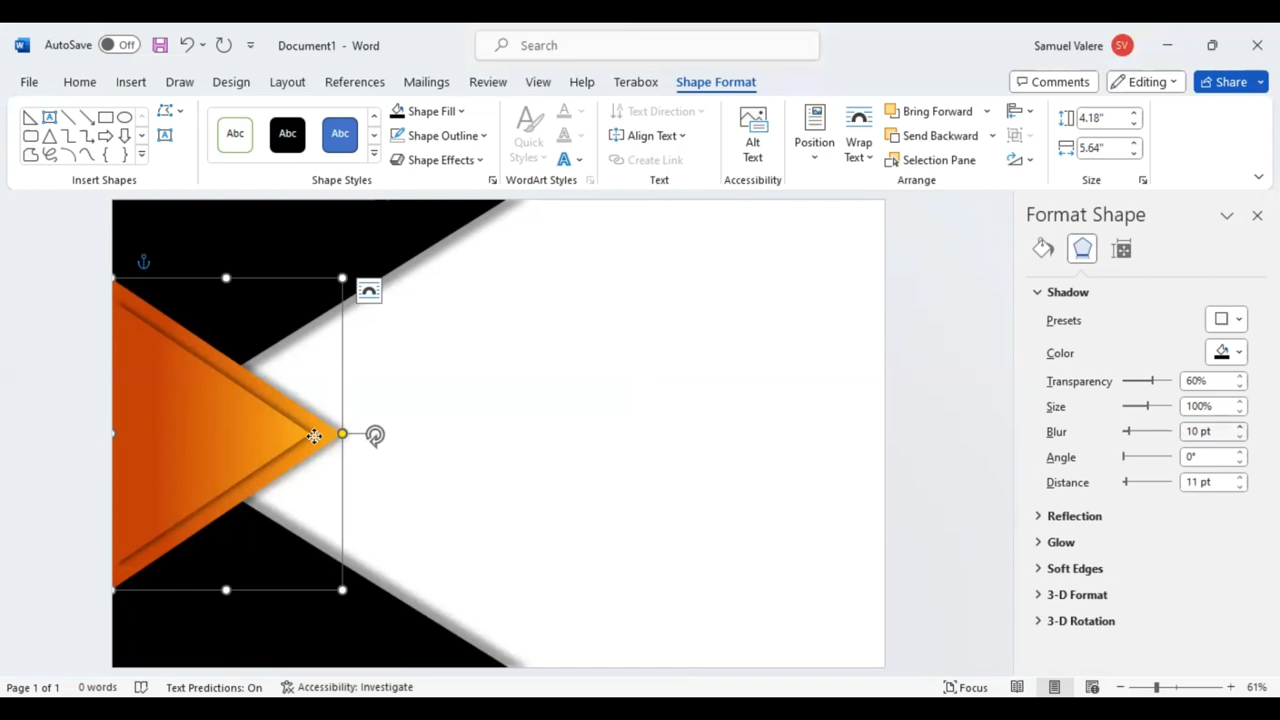 AutoSave Off Document1 - Word Search Samuel Valere SV
File Home Insert Draw Design Layout References Mailings Review View Help Terabox Shape Format Comments Editing Share
Abc Abc Abc
Shape Fill
Shape Outline
Shape Effects
Quick Styles
Text Direction
Align Text
Create Link
Alt Text
Position
Wrap Text
Bring Forward
Send Backward
Selection Pane
4.18"
5.64"
Insert Shapes Shape Styles WordArt Styles Text Accessibility Arrange Size
Format Shape
Shadow
Presets
Color
Transparency 60%
Size 100%
Blur 10 pt
Angle 0°
Distance 11 pt
Reflection
Glow
Soft Edges
3-D Format
3-D Rotation
Page 1 of 1 0 words Text Predictions: On Accessibility: Investigate Focus 61%